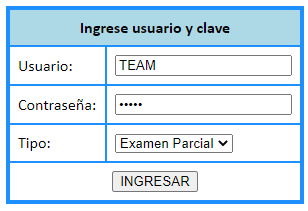 Ingrese usuario y clave
Usuario: TEAM
Contraseña: •••••
Tipo: Examen Parcial
INGRESAR